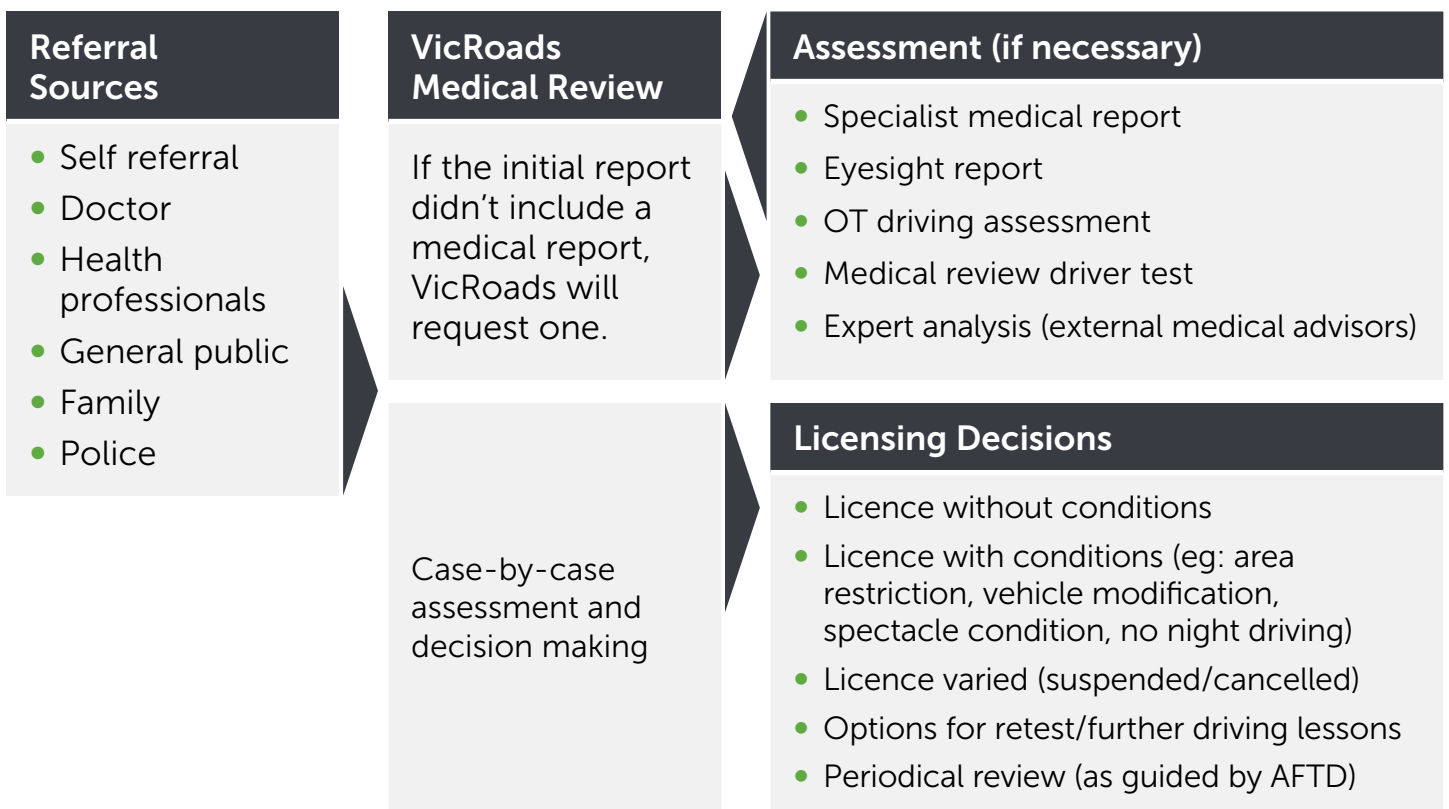 Referral
Sources
• Self referral
• Doctor
• Health
professionals
• General public
• Family
• Police
VicRoads
Medical Review
If the initial report
didn’t include a
medical report,
VicRoads will
request one.
Case-by-case
assessment and
decision making
Assessment (if necessary)
• Specialist medical report
• Eyesight report
• OT driving assessment
• Medical review driver test
• Expert analysis (external medical advisors)
Licensing Decisions
• Licence without conditions
• Licence with conditions (eg: area
restriction, vehicle modification,
spectacle condition, no night driving)
• Licence varied (suspended/cancelled)
• Options for retest/further driving lessons
• Periodical review (as guided by AFTD)